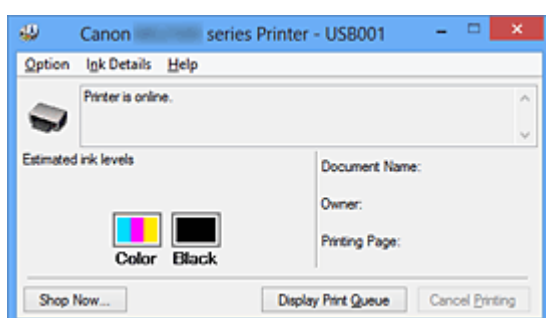 Canon series Printer - USB001
Option Ink Details Help
Printer is online.
Estimated ink levels
Document Name:
Owner:
Printing Page:
Color Black
Shop Now... Display Print Queue Cancel Printing